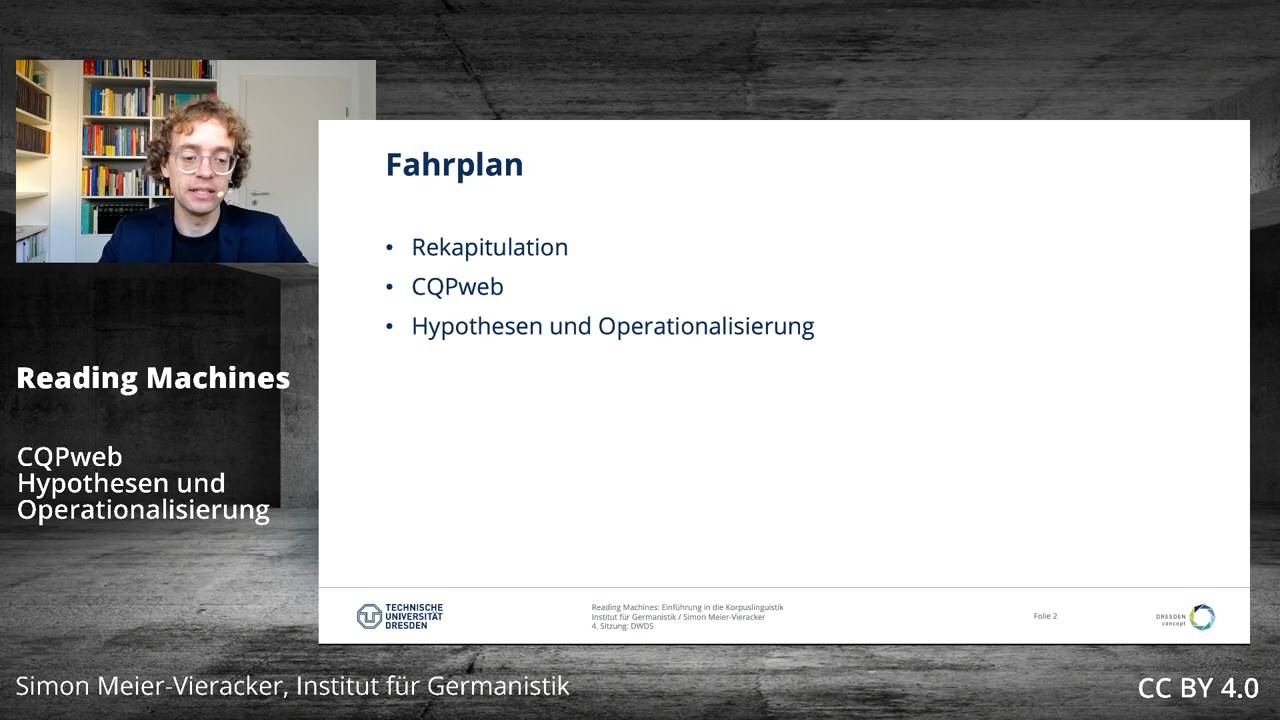 Fahrplan
• Rekapitulation
• CQPweb
• Hypothesen und Operationalisierung
Reading Machines
CQPweb
Hypothesen und
Operationalisierung
TECHNISCHE
UNIVERSITÄT
DRESDEN
Reading Machines: Einführung in die Korpuslinguistik
Institut für Germanistik / Simon Meier-Vieracker
4. Sitzung: DWDS
Folie 2
DRESDEN
concept
Simon Meier-Vieracker, Institut für Germanistik
CC BY 4.0